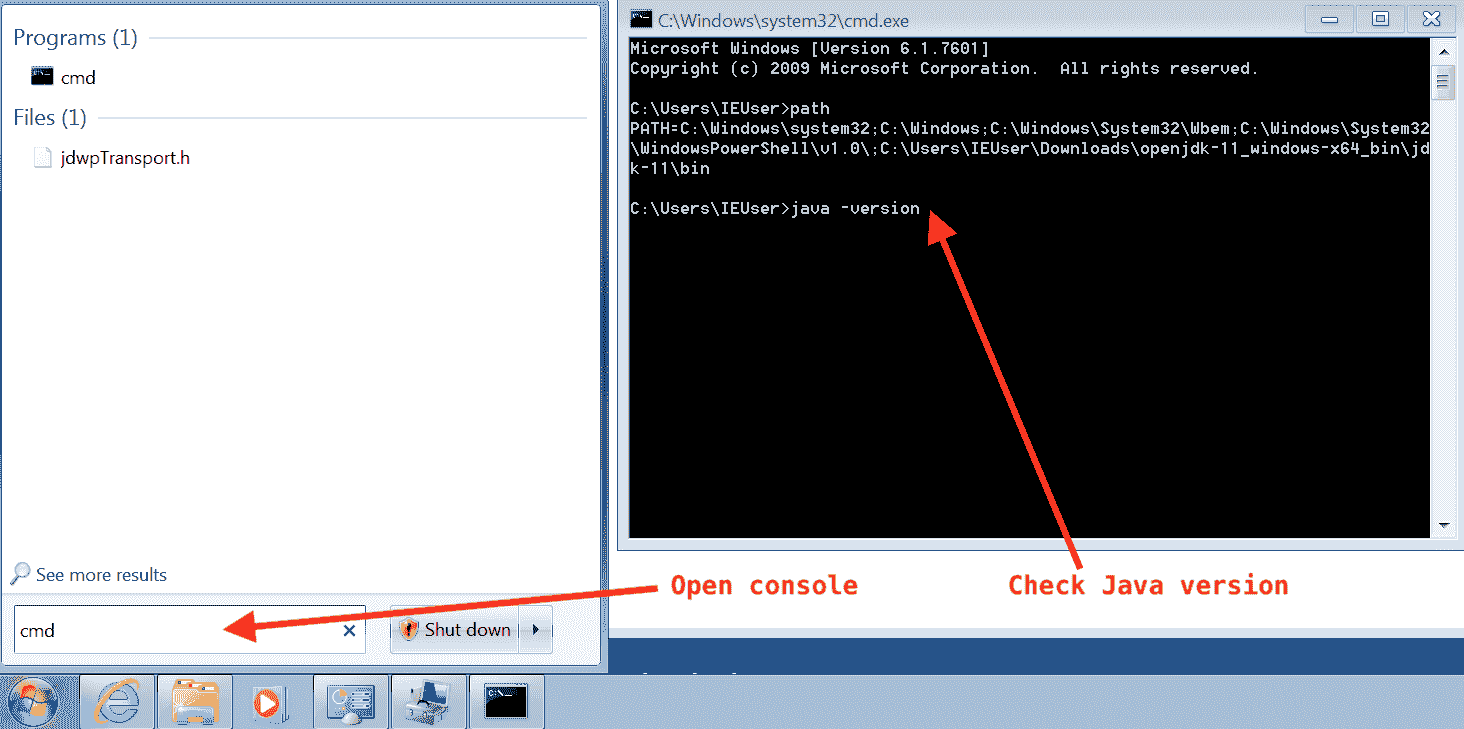 Programs (1)
cmd
Files (1)
jdwpTransport.h
See more results
cmd
Shut down
C:\Windows\system32\cmd.exe
Microsoft Windows [Version 6.1.7601]
Copyright (c) 2009 Microsoft Corporation.  All rights reserved.
C:\Users\IEUser>path
PATH=C:\Windows\system32;C:\Windows;C:\Windows\System32\Wbem;C:\Windows\System32
\WindowsPowerShell\v1.0\;C:\Users\IEUser\Downloads\openjdk-11_windows-x64_bin\jd
k-11\bin
C:\Users\IEUser>java -version
Open console
Check Java version